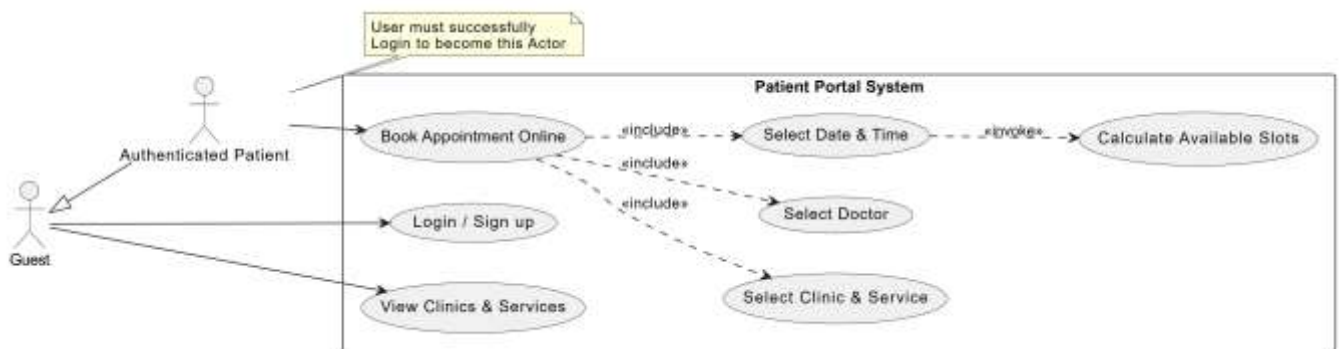 User must successfully
Login to become this Actor
Patient Portal System
Authenticated Patient
Guest
Book Appointment Online
«include»
Select Date & Time
«invoke»
Calculate Available Slots
«include»
Select Doctor
«include»
Login / Sign up
Select Clinic & Service
View Clinics & Services